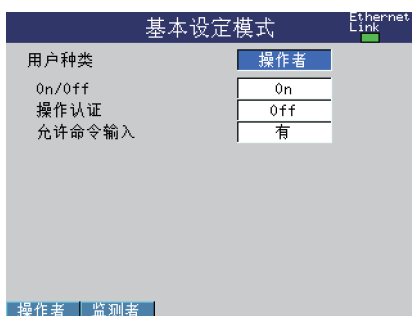 基本设定模式
Ethernet
Link
用户种类 操作者
On/Off On
操作认证 Off
允许命令输入 有
操作者 监测者